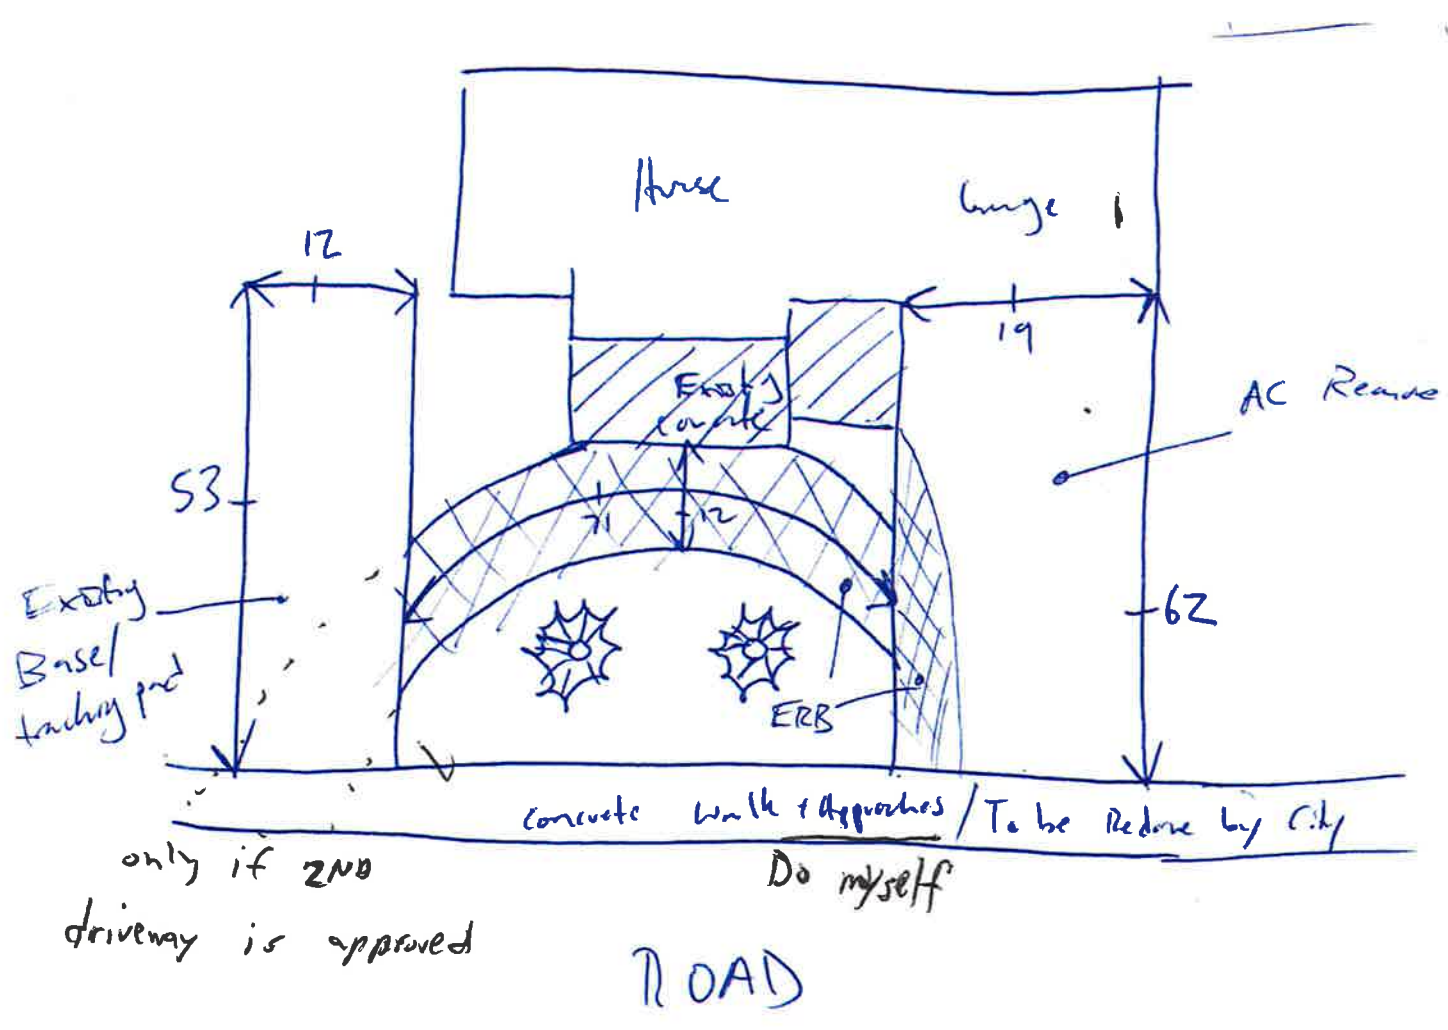 House
Garage
12
19
Existing
concrete
AC Remove
53
71
12
Existing
Base/
tracking pad
62
ERB
concrete walk + Approaches / To be Redone by City
only if 2ND
driveway is approved
Do myself
ROAD